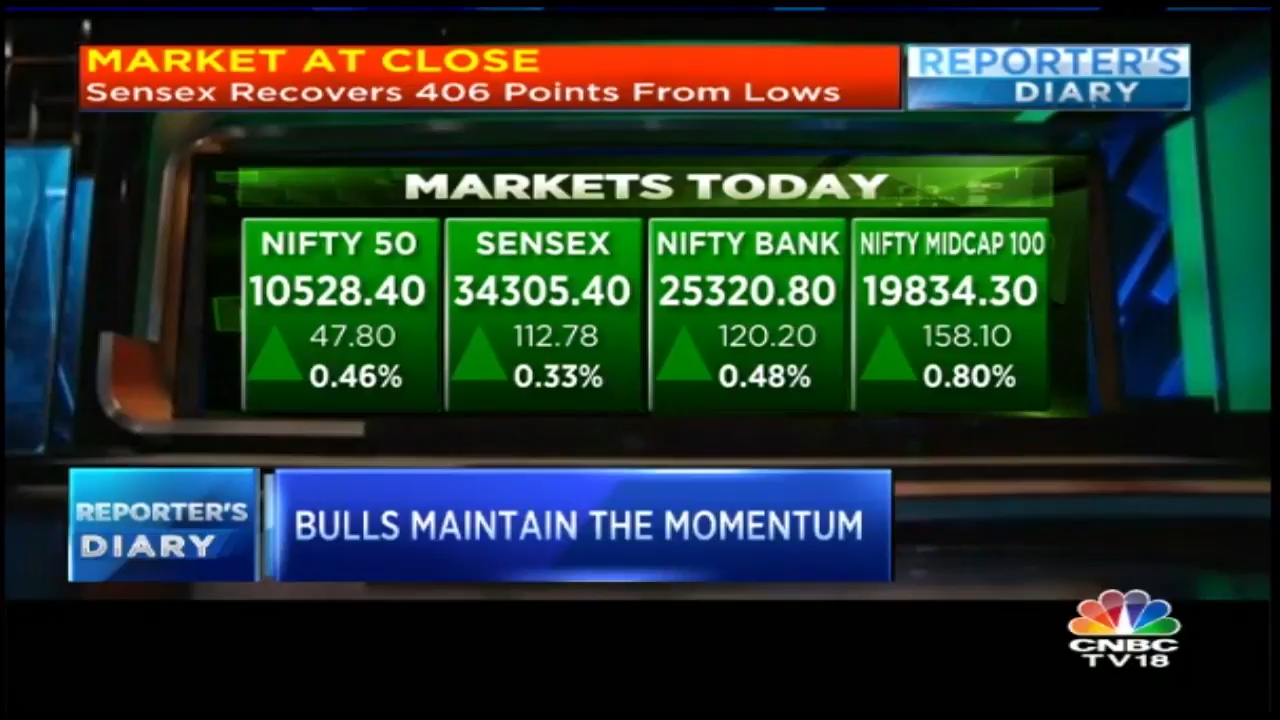 MARKET AT CLOSE
Sensex Recovers 406 Points From Lows
REPORTER'S
DIARY
MARKETS TODAY
NIFTY 50
10528.40
47.80
0.46%
SENSEX
34305.40
112.78
0.33%
NIFTY BANK
25320.80
120.20
0.48%
NIFTY MIDCAP 100
19834.30
158.10
0.80%
REPORTER'S
DIARY
BULLS MAINTAIN THE MOMENTUM
CNBC
TV18